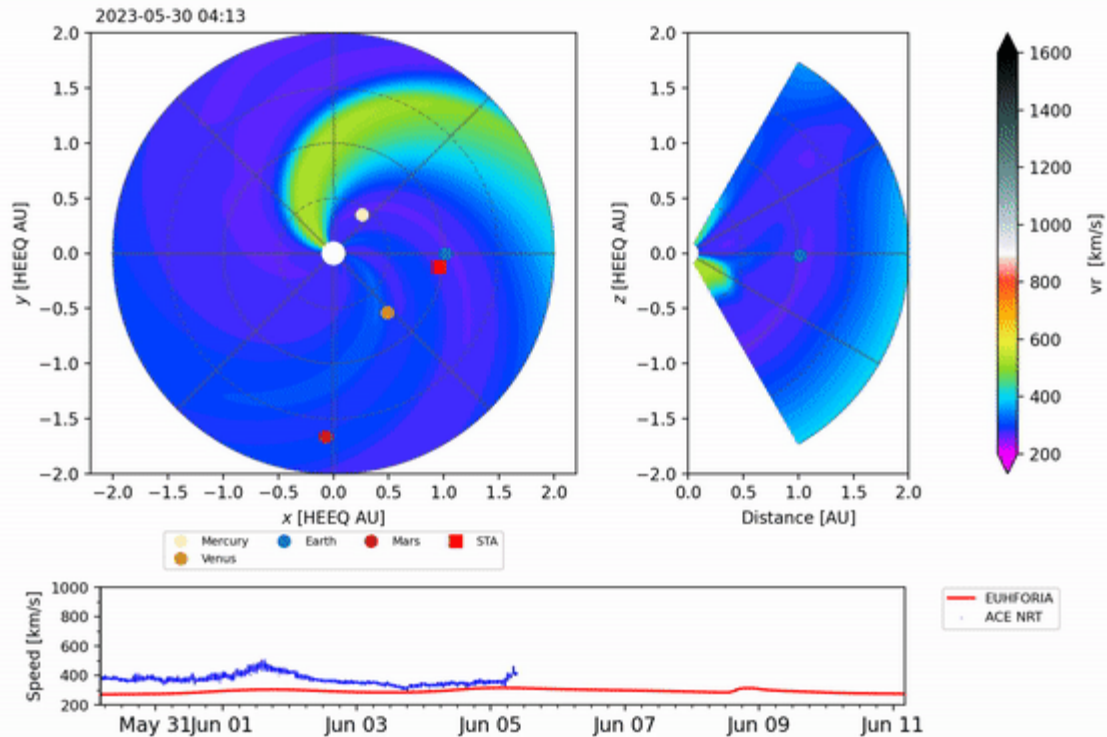 2023-05-30 04:13
2.0
1.5
1.0
0.5
0.0
−0.5
−1.0
−1.5
−2.0
y [HEEQ AU]
−2.0 −1.5 −1.0 −0.5 0.0 0.5 1.0 1.5 2.0
x [HEEQ AU]
Mercury Earth Mars STA
Venus
2.0
1.5
1.0
0.5
0.0
−0.5
−1.0
−1.5
−2.0
z [HEEQ AU]
0.0 0.5 1.0 1.5 2.0
Distance [AU]
1600
1400
1200
1000
800
600
400
200
vr [km/s]
1000
800
600
400
200
Speed [km/s]
May 31 Jun 01 Jun 03 Jun 05 Jun 07 Jun 09 Jun 11
EUHFORIA
ACE NRT